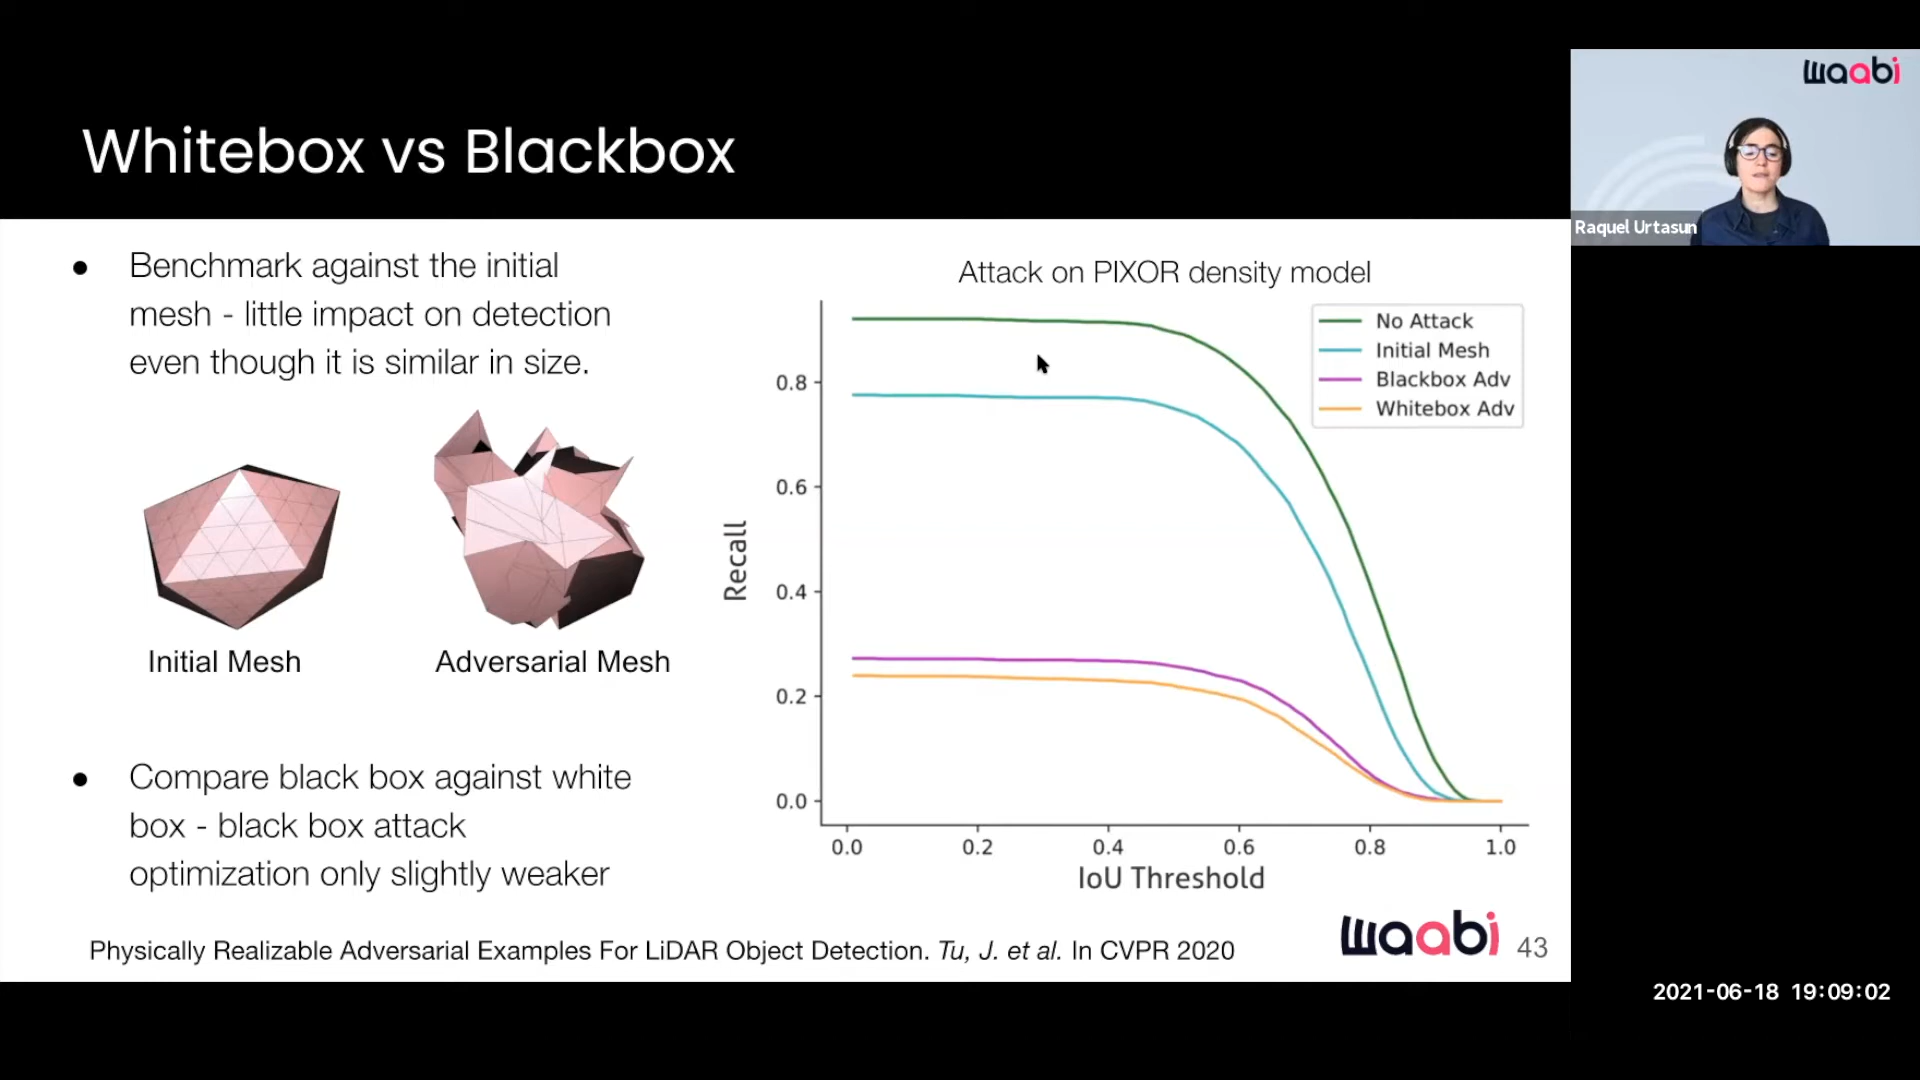 waabi
Raquel Urtasun
Whitebox vs Blackbox
Benchmark against the initial
mesh - little impact on detection
even though it is similar in size.
Initial Mesh
Adversarial Mesh
Compare black box against white
box - black box attack
optimization only slightly weaker
Attack on PIXOR density model
No Attack
Initial Mesh
Blackbox Adv
Whitebox Adv
Recall
0.8
0.6
0.4
0.2
0.0
0.0 0.2 0.4 0.6 0.8 1.0
IoU Threshold
Physically Realizable Adversarial Examples For LiDAR Object Detection. Tu, J. et al. In CVPR 2020
waabi 43
2021-06-18 19:09:02